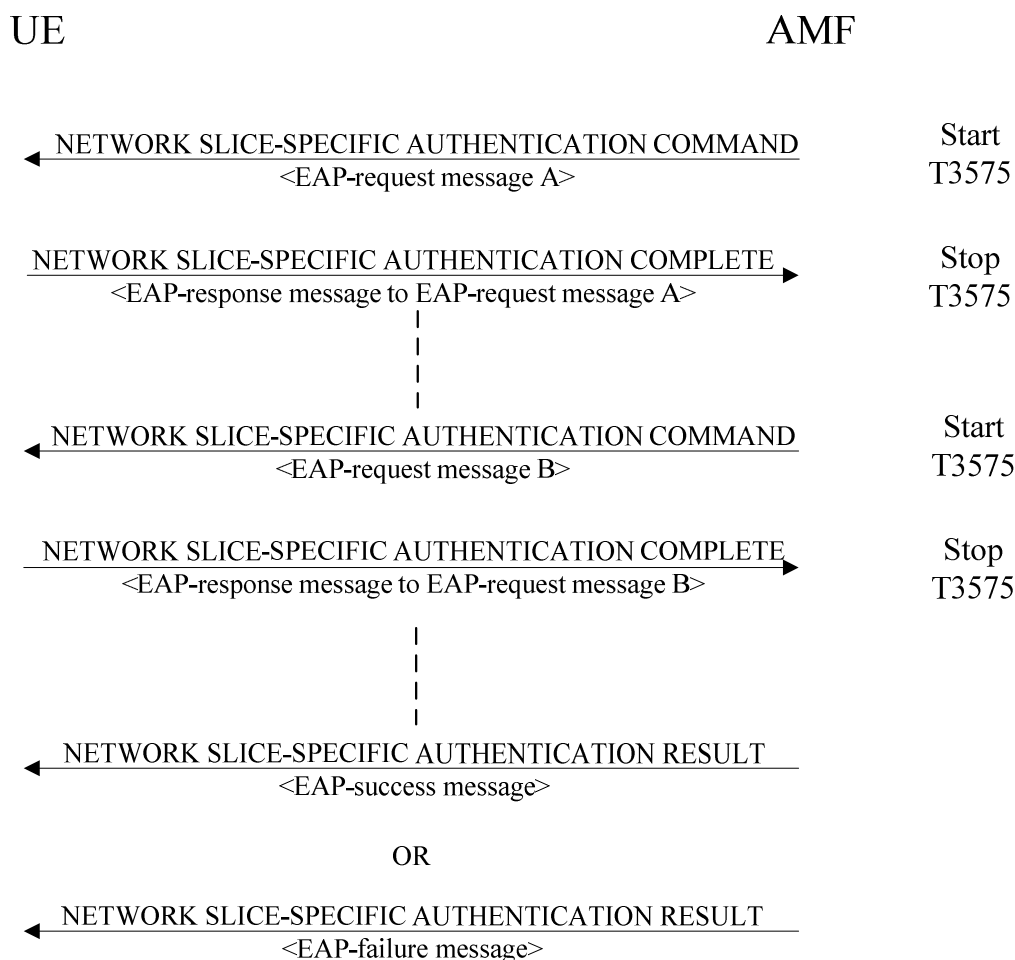 UE
AMF
NETWORK SLICE-SPECIFIC AUTHENTICATION COMMAND
<EAP-request message A>
Start
T3575
NETWORK SLICE-SPECIFIC AUTHENTICATION COMPLETE
<EAP-response message to EAP-request message A>
Stop
T3575
NETWORK SLICE-SPECIFIC AUTHENTICATION COMMAND
<EAP-request message B>
Start
T3575
NETWORK SLICE-SPECIFIC AUTHENTICATION COMPLETE
<EAP-response message to EAP-request message B>
Stop
T3575
NETWORK SLICE-SPECIFIC AUTHENTICATION RESULT
<EAP-success message>
OR
NETWORK SLICE-SPECIFIC AUTHENTICATION RESULT
<EAP-failure message>